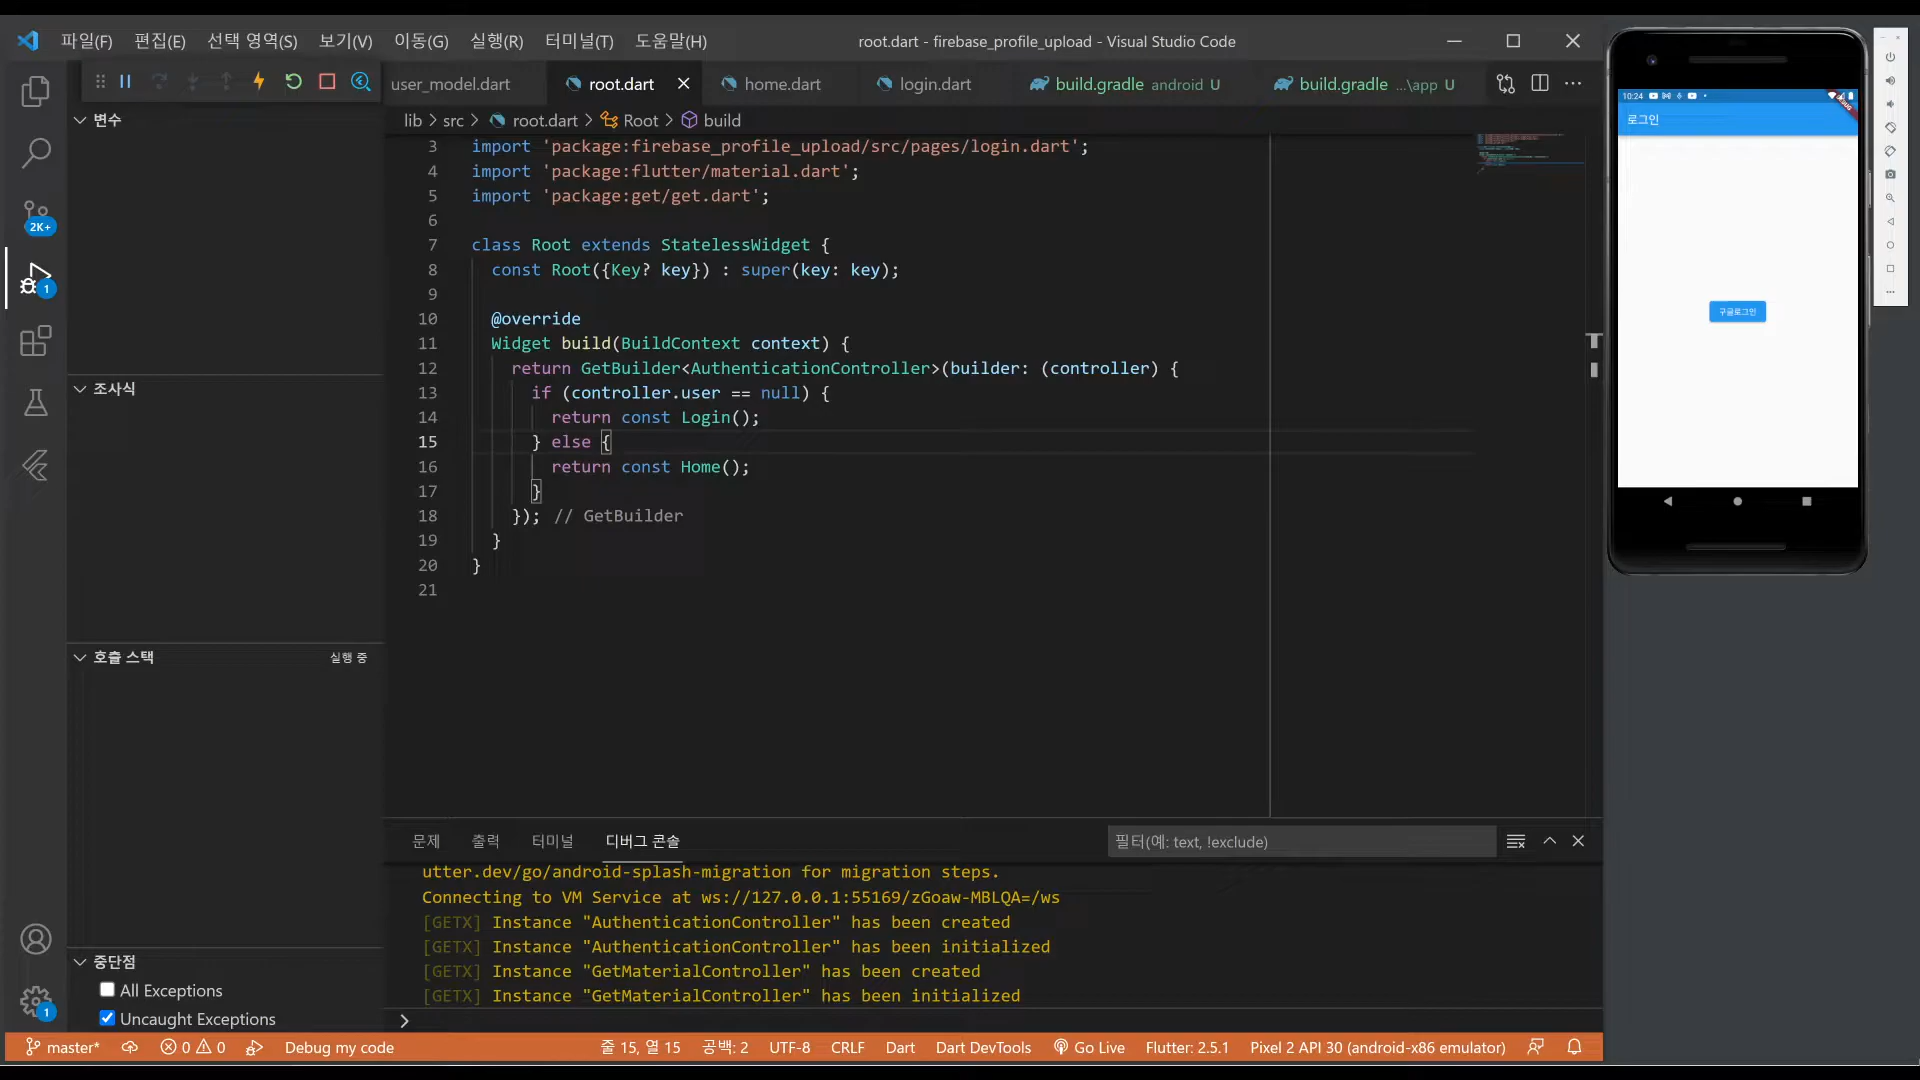 파일(F) 편집(E) 선택 영역(S) 보기(V) 이동(G) 실행(R) 터미널(T) 도움말(H)
root.dart - firebase_profile_upload - Visual Studio Code
user_model.dart root.dart home.dart login.dart build.gradle android U build.gradle ...\app U
lib > src > root.dart > Root > build
변수
조사식
호출 스택 실행 중
중단점
All Exceptions
Uncaught Exceptions
2K+
1
1
3 import 'package:firebase_profile_upload/src/pages/login.dart';
4 import 'package:flutter/material.dart';
5 import 'package:get/get.dart';
6
7 class Root extends StatelessWidget {
8 const Root({Key? key}) : super(key: key);
9
10 @override
11 Widget build(BuildContext context) {
12 return GetBuilder<AuthenticationController>(builder: (controller) {
13 if (controller.user == null) {
14 return const Login();
15 } else {
16 return const Home();
17 }
18 }); // GetBuilder
19 }
20 }
21
문제 출력 터미널 디버그 콘솔
필터(예: text, !exclude)
utter.dev/go/android-splash-migration for migration steps.
Connecting to VM Service at ws://127.0.0.1:55169/zGoaw-MBLQA=/ws
[GETX] Instance "AuthenticationController" has been created
[GETX] Instance "AuthenticationController" has been initialized
[GETX] Instance "GetMaterialController" has been created
[GETX] Instance "GetMaterialController" has been initialized
>
master* 0 0 Debug my code 줄 15, 열 15 공백: 2 UTF-8 CRLF Dart Dart DevTools Go Live Flutter: 2.5.1 Pixel 2 API 30 (android-x86 emulator)
10:24
로그인
구글로그인